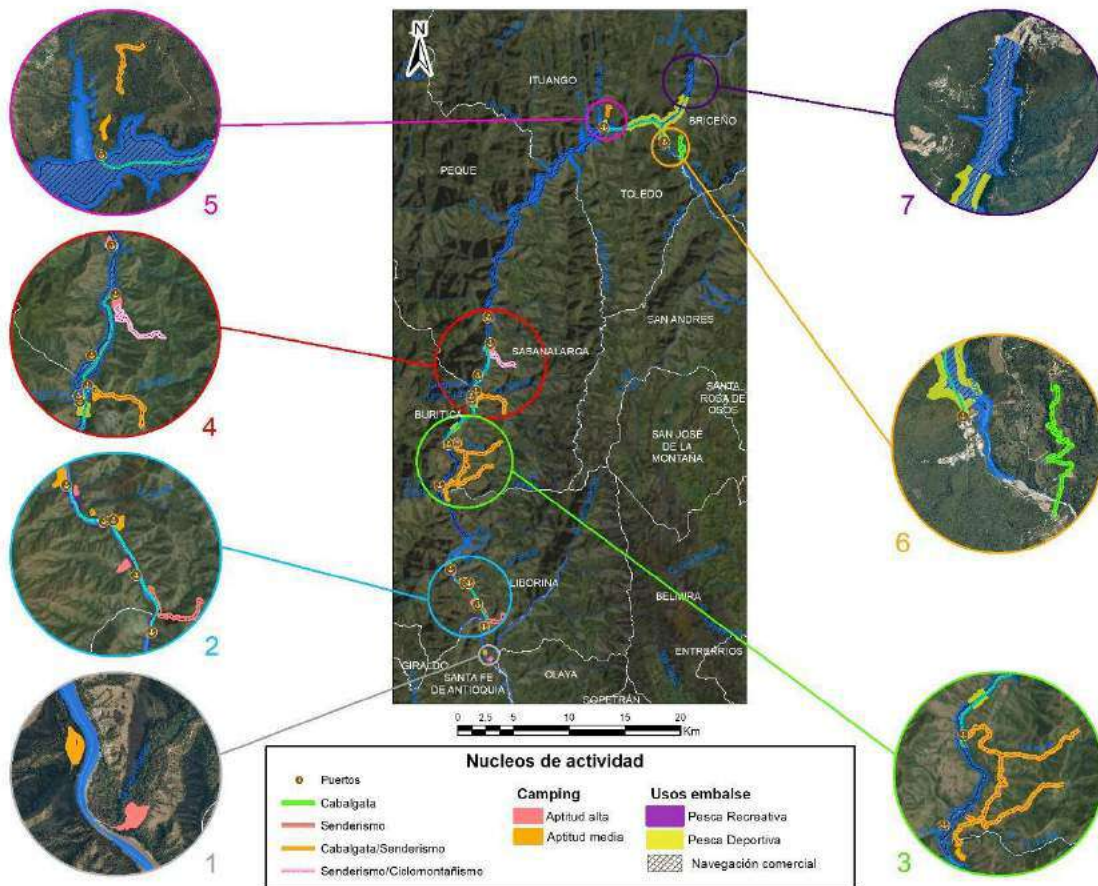 N
ITUANGO
BRICEÑO
PEQUE
TOLEDO
5
7
SAN ANDRES
SABANALARGA
SANTA
ROSA DE
OSOS
BURITICA
SAN JOSÉ
DE LA
MONTAÑA
4
6
LIBORINA
BELMIRA
2
ENTRERRIOS
GIRALDO
OLAYA
SANTA FE
DE ANTIOQUIA
SOPETRÁN
0 2,5 5 10 15 20
Km
1
3
Nucleos de actividad
Puertos
Cabalgata
Senderismo
Cabalgata/Senderismo
Senderismo/Ciclomontañismo
Camping
Aptitud alta
Aptitud media
Usos embalse
Pesca Recreativa
Pesca Deportiva
Navegación comercial